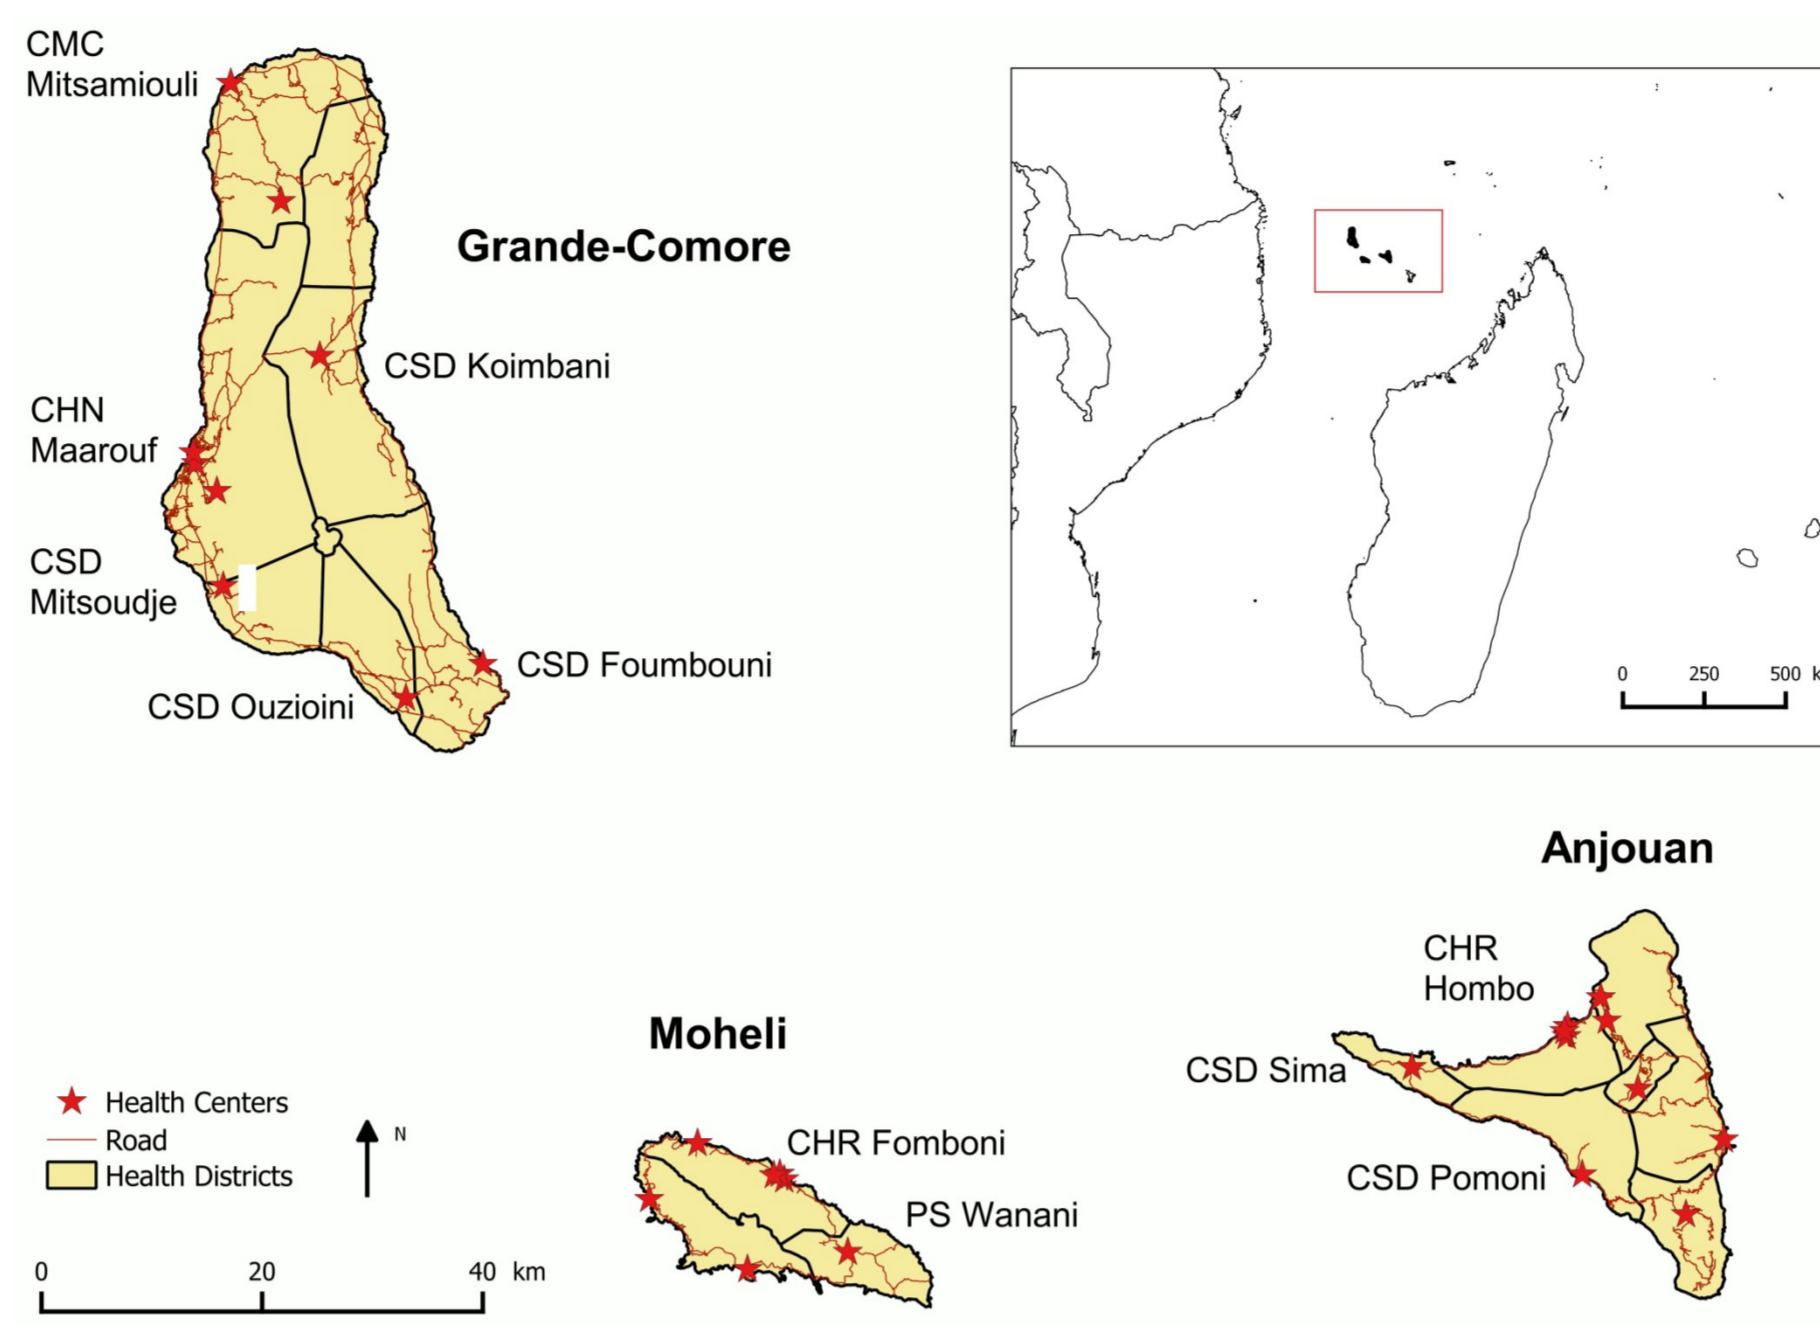 CMC
Mitsamiouli
Grande-Comore
CSD Koimbani
CHN
Maarouf
CSD
Mitsoudje
CSD Foumbouni
CSD Ouzioini
0 250 500 k
Anjouan
CHR
Hombo
CSD Sima
CSD Pomoni
Moheli
CHR Fomboni
PS Wanani
Health Centers
Road
Health Districts
N
0 20 40 km